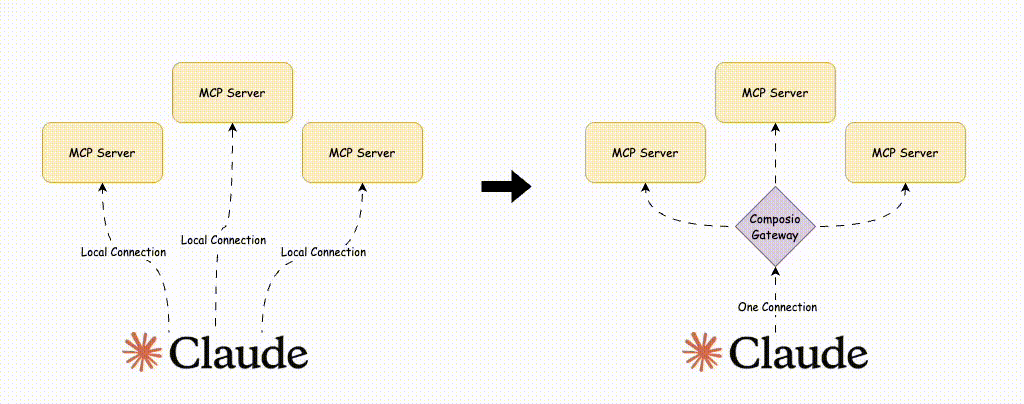 MCP Server
MCP Server
MCP Server
Local Connection
Local Connection
Local Connection
Claude
MCP Server
MCP Server
MCP Server
Composio
Gateway
One Connection
Claude